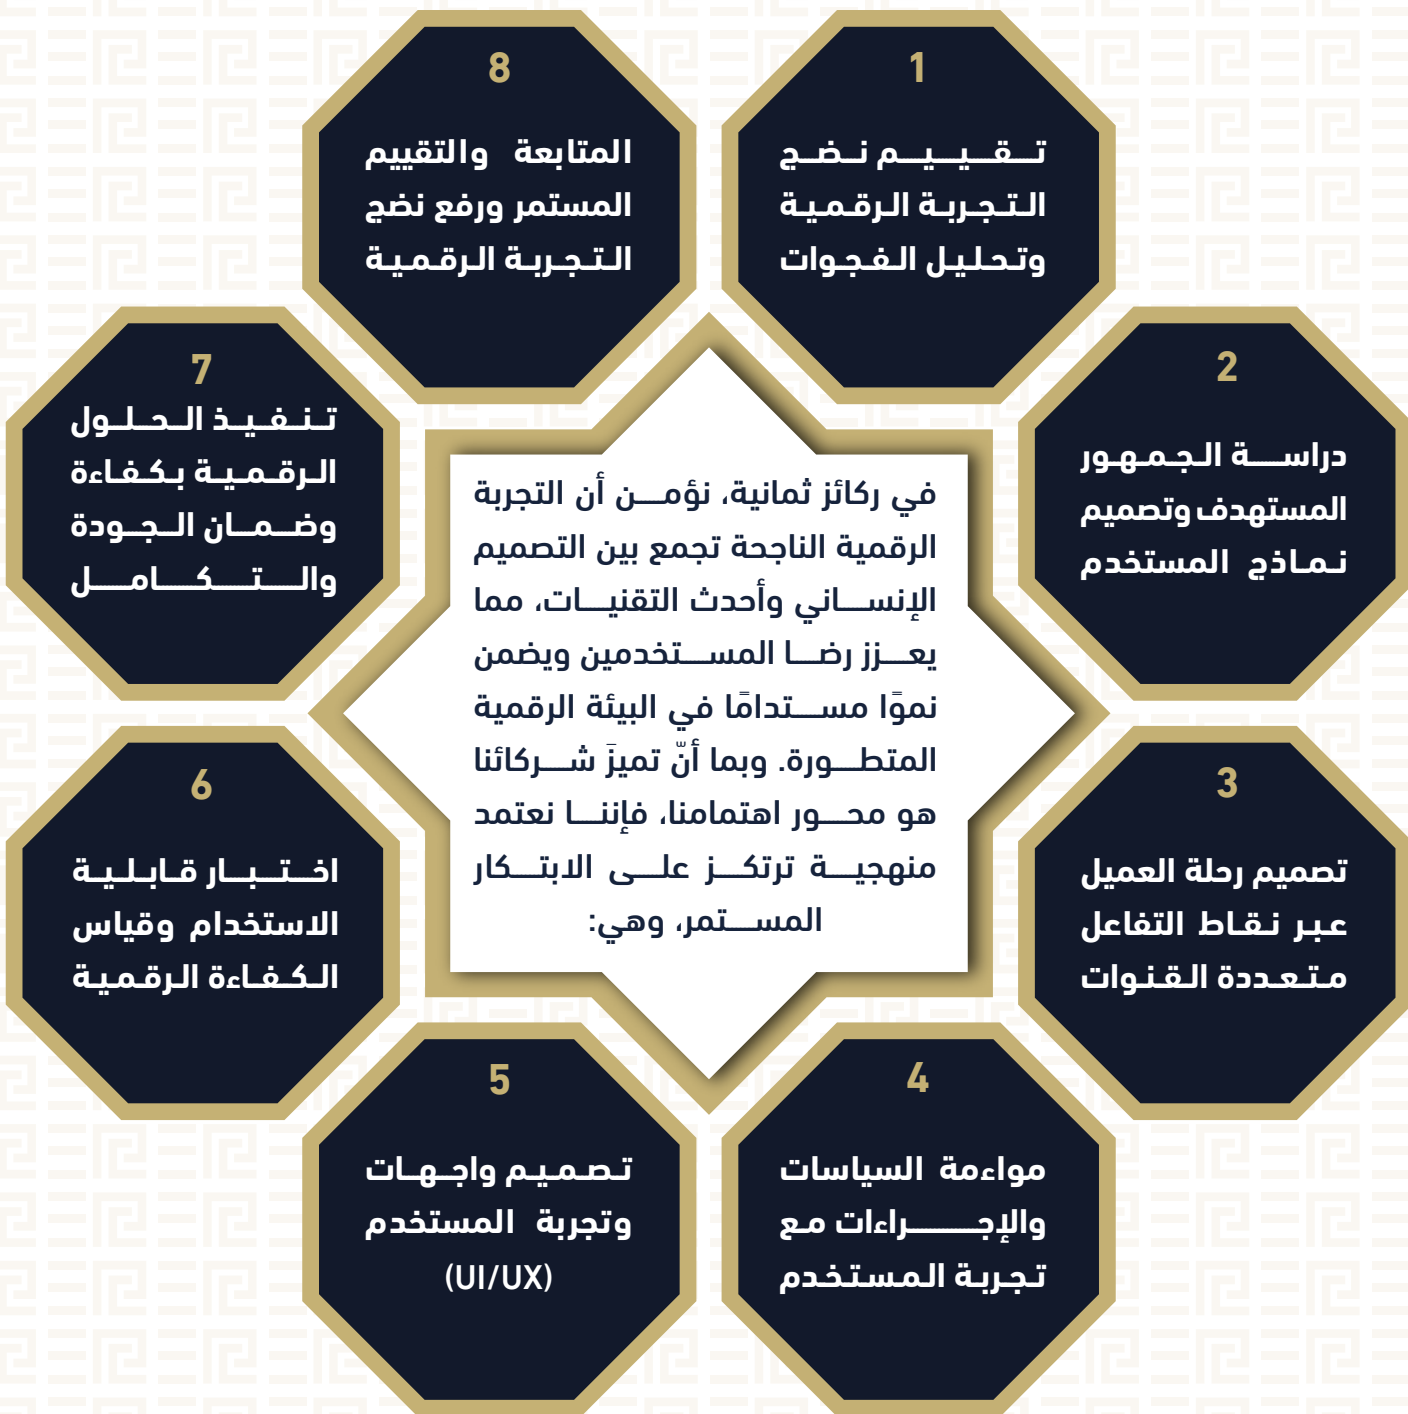 في ركائز ثمانية، نؤمن أن التجربة
الرقمية الناجحة تجمع بين التصميم
الإنساني وأحدث التقنيات، مما
يعزز رضا المستخدمين ويضمن
نموًا مستدامًا في البيئة الرقمية
المتطورة. وبما أنّ تميزَ شركائنا
هو محور اهتمامنا، فإننا نعتمد
منهجية ترتكز على الابتكار
المستمر، وهي:
1
تقييم نضج
التجربة الرقمية
وتحليل الفجوات
2
دراسة الجمهور
المستهدف وتصميم
نماذج المستخدم
3
تصميم رحلة العميل
عبر نقاط التفاعل
متعددة القنوات
4
مواءمة السياسات
والإجراءات مع
تجربة المستخدم
5
تصميم واجهات
وتجربة المستخدم
(UI/UX)
6
اختبار قابلية
الاستخدام وقياس
الكفاءة الرقمية
7
تنفيذ الحلول
الرقمية بكفاءة
وضمان الجودة
والتكامل
8
المتابعة والتقييم
المستمر ورفع نضج
التجربة الرقمية